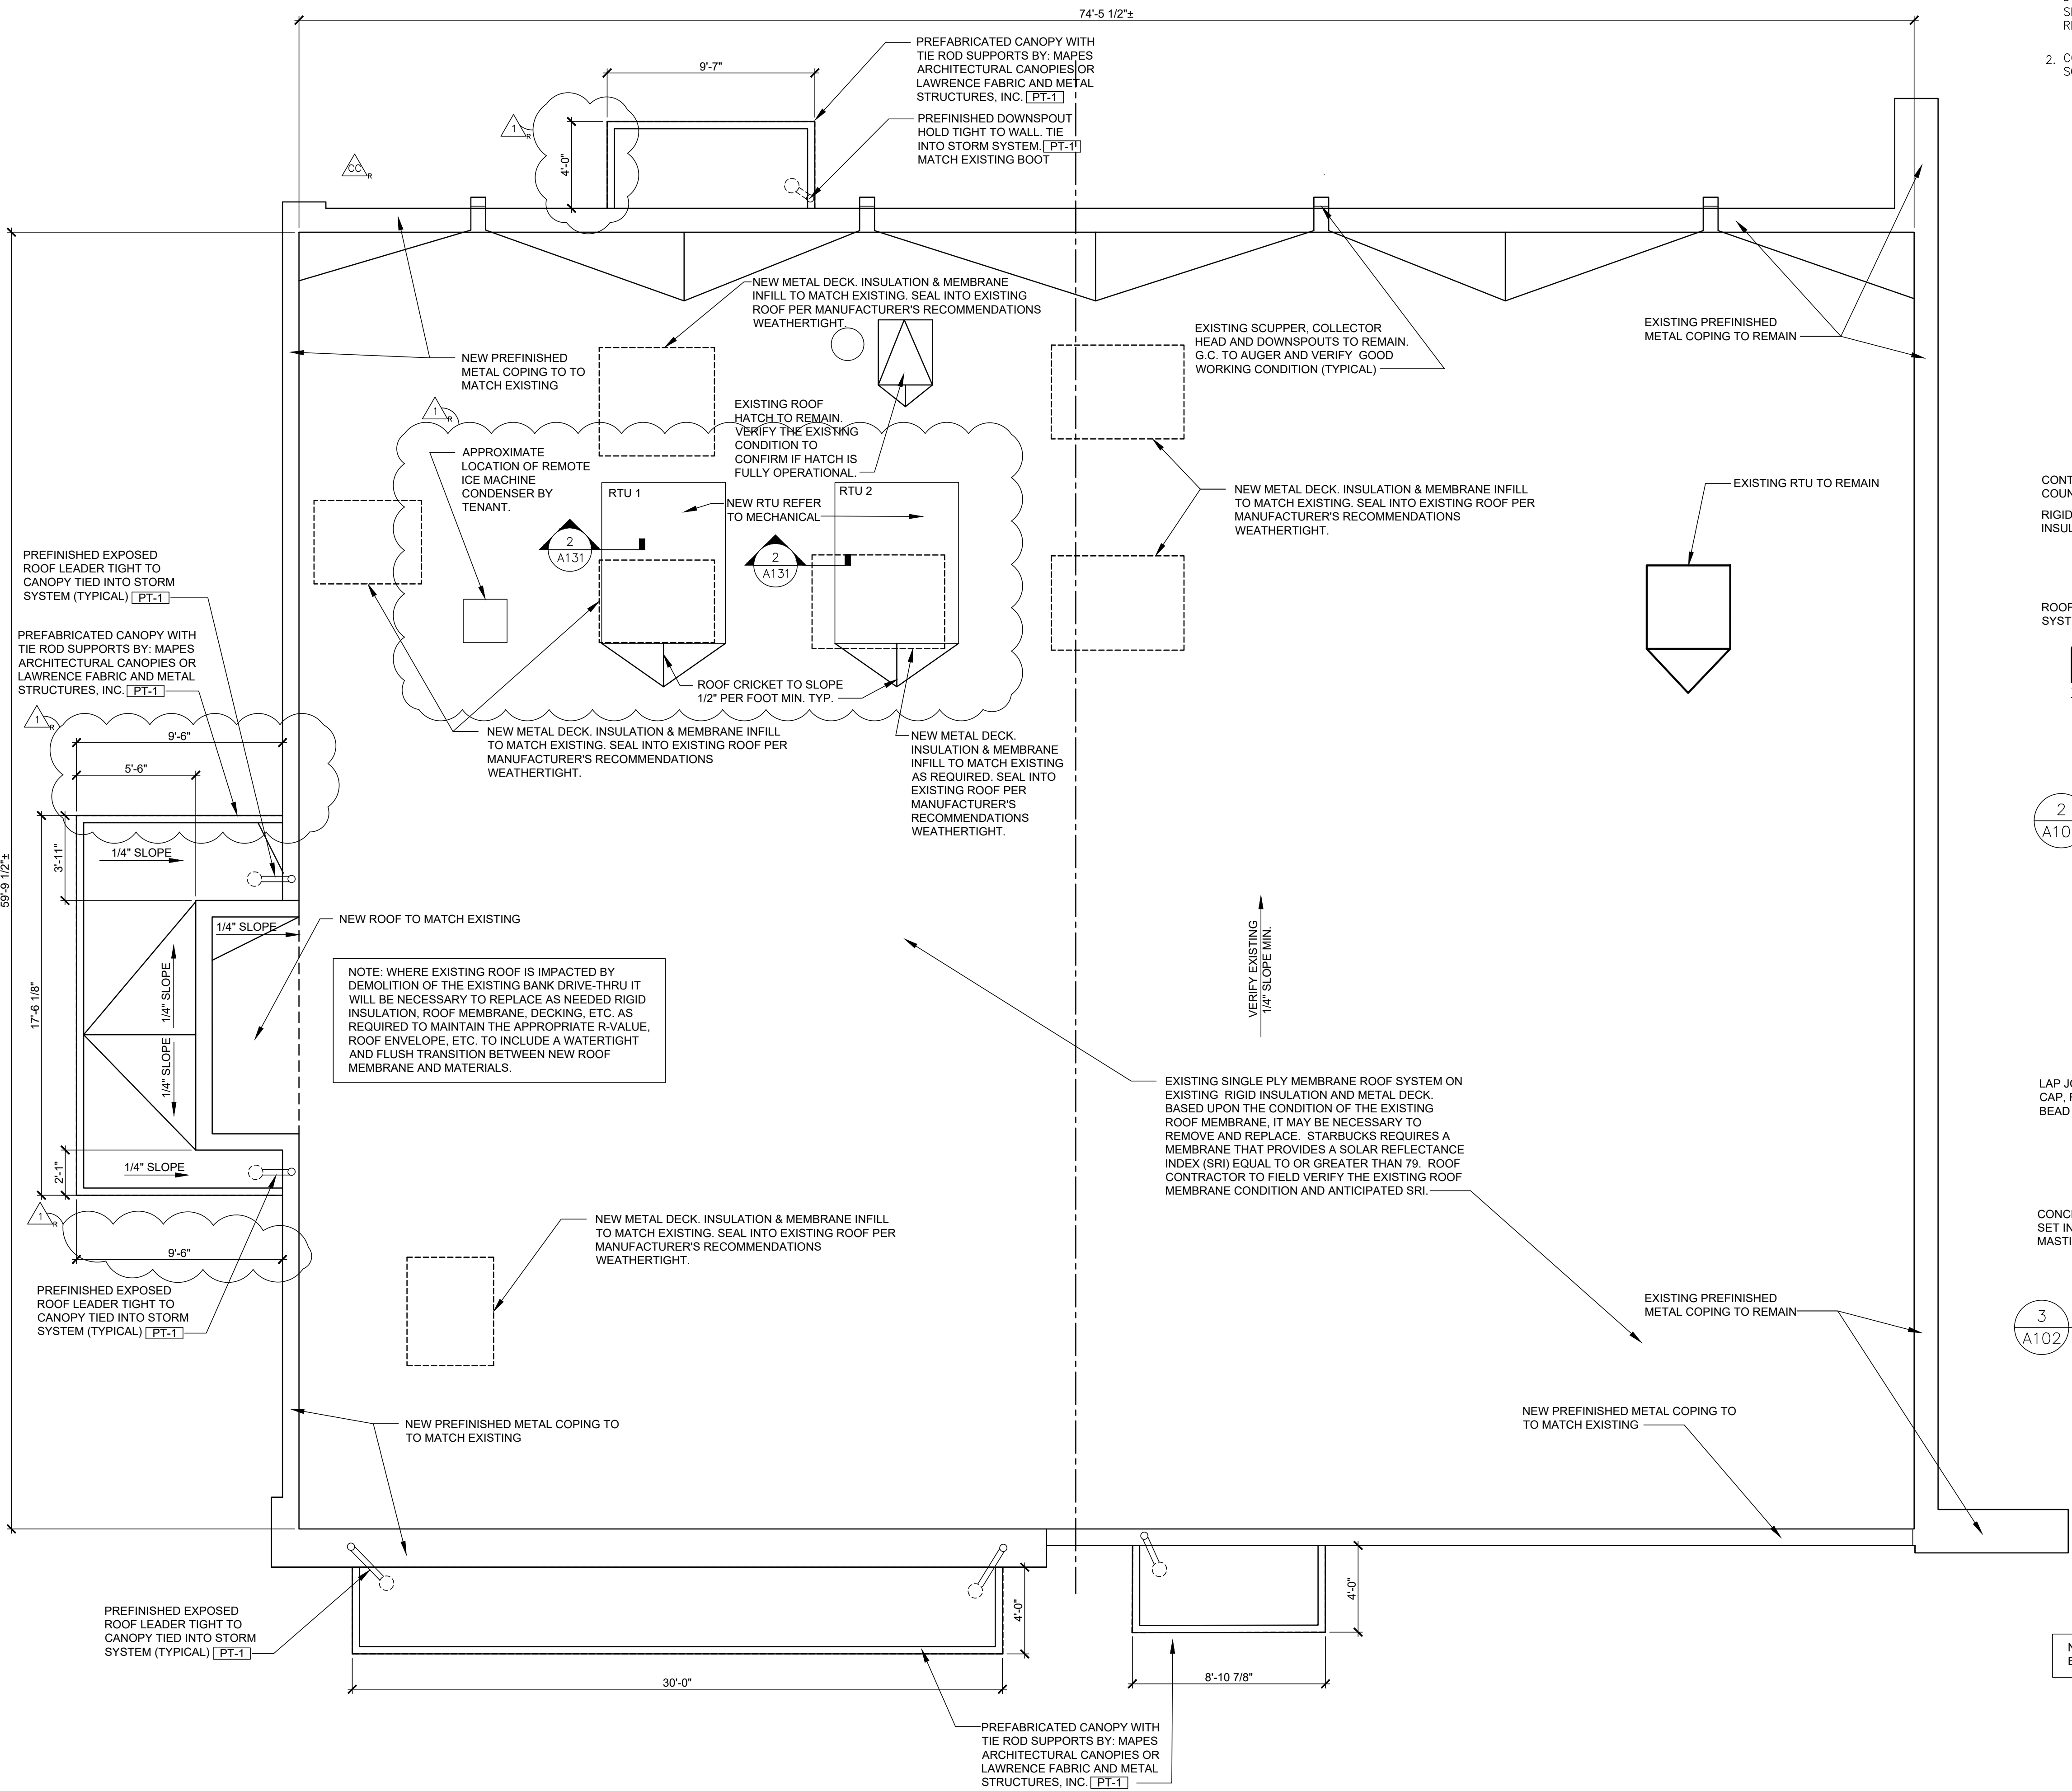 74'-5 1/2"±
2.
9'-7"
PREFABRICATED CANOPY WITH
TIE ROD SUPPORTS BY: MAPES
ARCHITECTURAL CANOPIES OR
LAWRENCE FABRIC AND METAL
STRUCTURES, INC. PT-1
PREFINISHED DOWNSPOUT
HOLD TIGHT TO WALL. TIE
INTO STORM SYSTEM. PT-1
MATCH EXISTING BOOT
1
R
4'-0"
CC
R
NEW METAL DECK. INSULATION & MEMBRANE
INFILL TO MATCH EXISTING. SEAL INTO EXISTING
ROOF PER MANUFACTURER'S RECOMMENDATIONS
WEATHERTIGHT.
EXISTING SCUPPER, COLLECTOR
HEAD AND DOWNSPOUTS TO REMAIN.
G.C. TO AUGER AND VERIFY GOOD
WORKING CONDITION (TYPICAL)
EXISTING PREFINISHED
METAL COPING TO REMAIN
NEW PREFINISHED
METAL COPING TO TO
MATCH EXISTING
EXISTING ROOF
HATCH TO REMAIN.
VERIFY THE EXISTING
CONDITION TO
CONFIRM IF HATCH IS
FULLY OPERATIONAL.
1
R
APPROXIMATE
LOCATION OF REMOTE
ICE MACHINE
CONDENSER BY
TENANT.
RTU 1
NEW RTU REFER
TO MECHANICAL
RTU 2
2
A131
2
A131
NEW METAL DECK. INSULATION & MEMBRANE INFILL
TO MATCH EXISTING. SEAL INTO EXISTING ROOF PER
MANUFACTURER'S RECOMMENDATIONS
WEATHERTIGHT.
EXISTING RTU TO REMAIN
RIGID
ROOF
PREFINISHED EXPOSED
ROOF LEADER TIGHT TO
CANOPY TIED INTO STORM
SYSTEM (TYPICAL) PT-1
PREFABRICATED CANOPY WITH
TIE ROD SUPPORTS BY: MAPES
ARCHITECTURAL CANOPIES OR
LAWRENCE FABRIC AND METAL
STRUCTURES, INC. PT-1
ROOF CRICKET TO SLOPE
1/2" PER FOOT MIN. TYP.
1
R
9'-6"
5'-6"
NEW METAL DECK. INSULATION & MEMBRANE INFILL
TO MATCH EXISTING. SEAL INTO EXISTING ROOF PER
MANUFACTURER'S RECOMMENDATIONS
WEATHERTIGHT.
NEW METAL DECK.
INSULATION & MEMBRANE
INFILL TO MATCH EXISTING
AS REQUIRED. SEAL INTO
EXISTING ROOF PER
MANUFACTURER'S
RECOMMENDATIONS
WEATHERTIGHT.
2
59'-9 1/2"±
3'-11"
1/4" SLOPE
17'-6 1/8"
1/4" SLOPE
NEW ROOF TO MATCH EXISTING
1/4" SLOPE
1/4" SLOPE
NOTE: WHERE EXISTING ROOF IS IMPACTED BY
DEMOLITION OF THE EXISTING BANK DRIVE-THRU IT
WILL BE NECESSARY TO REPLACE AS NEEDED RIGID
INSULATION, ROOF MEMBRANE, DECKING, ETC. AS
REQUIRED TO MAINTAIN THE APPROPRIATE R-VALUE,
ROOF ENVELOPE, ETC. TO INCLUDE A WATERTIGHT
AND FLUSH TRANSITION BETWEEN NEW ROOF
MEMBRANE AND MATERIALS.
VERIFY EXISTING
1/4" SLOPE MIN.
EXISTING SINGLE PLY MEMBRANE ROOF SYSTEM ON
EXISTING RIGID INSULATION AND METAL DECK.
BASED UPON THE CONDITION OF THE EXISTING
ROOF MEMBRANE, IT MAY BE NECESSARY TO
REMOVE AND REPLACE. STARBUCKS REQUIRES A
MEMBRANE THAT PROVIDES A SOLAR REFLECTANCE
INDEX (SRI) EQUAL TO OR GREATER THAN 79. ROOF
CONTRACTOR TO FIELD VERIFY THE EXISTING ROOF
MEMBRANE CONDITION AND ANTICIPATED SRI.
LAP
CAP,
BEAD
2'-1"
1/4" SLOPE
1
R
9'-6"
SET
NEW METAL DECK. INSULATION & MEMBRANE INFILL
TO MATCH EXISTING. SEAL INTO EXISTING ROOF PER
MANUFACTURER'S RECOMMENDATIONS
WEATHERTIGHT.
PREFINISHED EXPOSED
ROOF LEADER TIGHT TO
CANOPY TIED INTO STORM
SYSTEM (TYPICAL) PT-1
EXISTING PREFINISHED
METAL COPING TO REMAIN
3
A102
NEW PREFINISHED METAL COPING TO
TO MATCH EXISTING
NEW PREFINISHED METAL COPING TO
TO MATCH EXISTING
PREFINISHED EXPOSED
ROOF LEADER TIGHT TO
CANOPY TIED INTO STORM
SYSTEM (TYPICAL) PT-1
4'-0"
4'-0"
30'-0"
8'-10 7/8"
PREFABRICATED CANOPY WITH
TIE ROD SUPPORTS BY: MAPES
ARCHITECTURAL CANOPIES OR
LAWRENCE FABRIC AND METAL
STRUCTURES, INC. PT-1